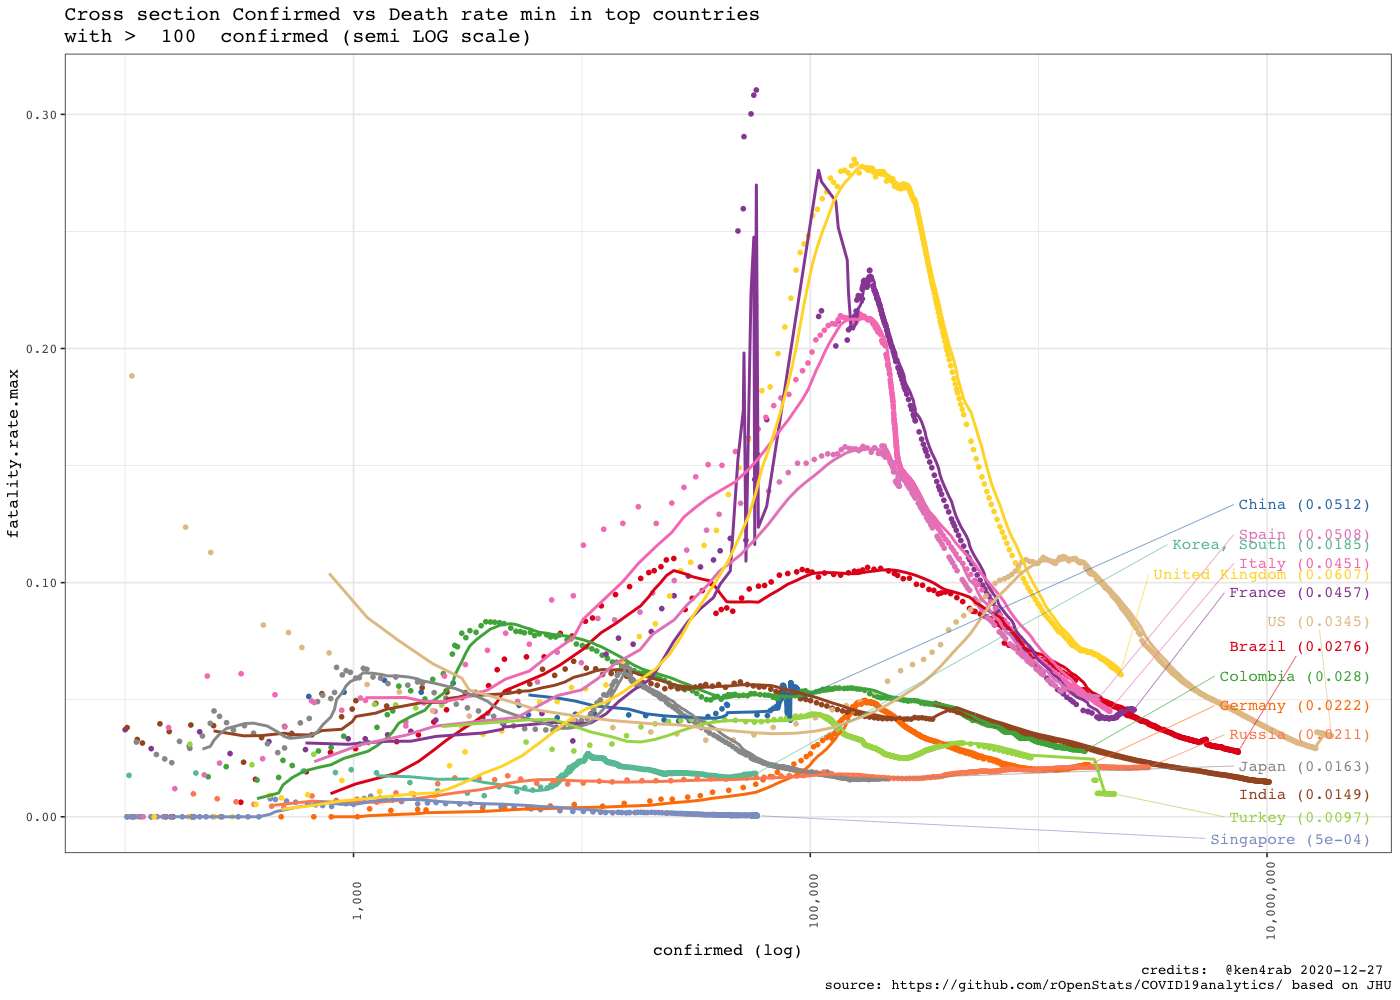 Cross section Confirmed vs Death rate min in top countries
with >  100  confirmed (semi LOG scale)
fatality.rate.max
0.30
0.20
0.10
0.00
China (0.0512)
Spain (0.0508)
Korea, South (0.0185)
Italy (0.0451)
United Kingdom (0.0607)
France (0.0457)
US (0.0345)
Brazil (0.0276)
Colombia (0.028)
Germany (0.0222)
Russia (0.0211)
Japan (0.0163)
India (0.0149)
Turkey (0.0097)
Singapore (5e-04)
1,000
100,000
10,000,000
confirmed (log)
credits:  @ken4rab 2020-12-27
source: https://github.com/rOpenStats/COVID19analytics/ based on JHU